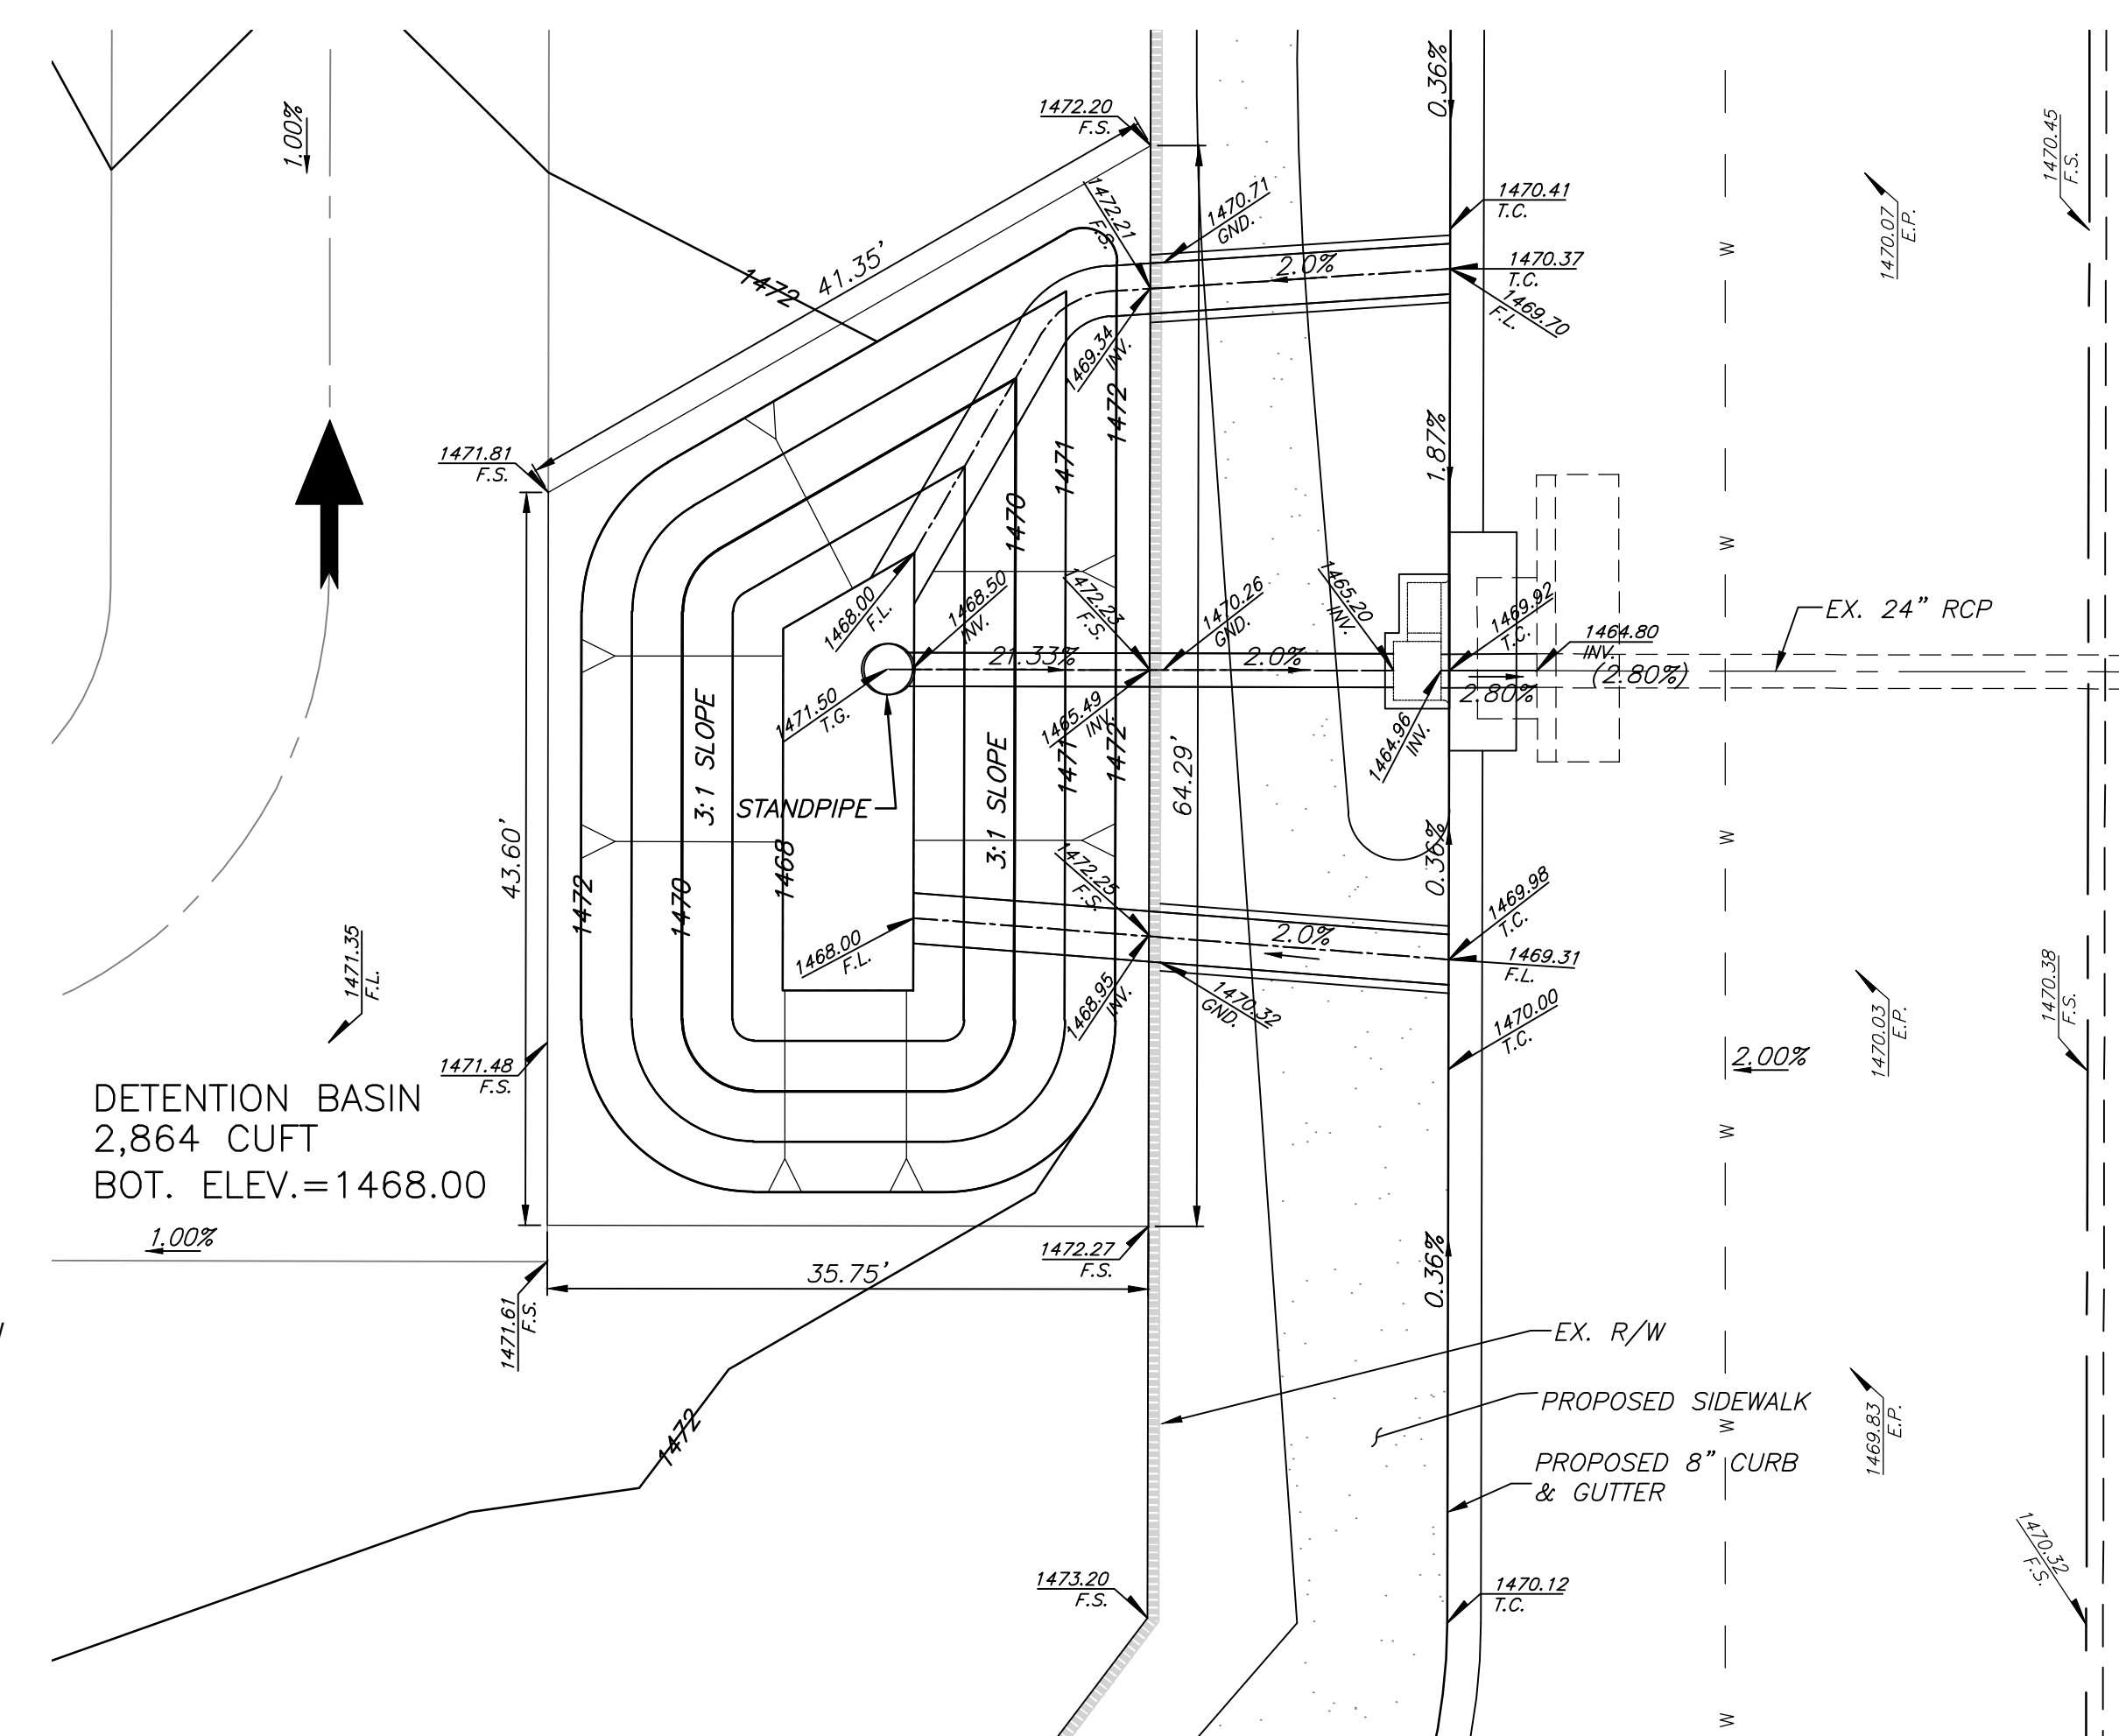 1.00%
1472.20
F.S.
0.36%
1470.45
F.S.
1472
41.35'
1472.21
F.S.
1470.71
GND.
1470.41
T.C.
1470.07
E.P.
2.0%
1470.37
T.C.
1469.70
F.L.
1469.34
INV.
W
1471.81
F.S.
1472
1471
1470
1.87%
W
1468.00
F.L.
1468.50
INV.
1472.23
F.S.
1470.26
GND.
1465.20
INV.
1469.92
T.C.
1464.80
INV.
(2.80%)
EX. 24" RCP
21.33%
2.0%
2.80%
1471.50
T.G.
1465.49
INV.
1464.96
INV.
3:1 SLOPE
STANDPIPE
3:1 SLOPE
1471
1472
64.29'
W
43.60'
1472
1470
1468
1472.25
F.S.
0.36%
1469.98
T.C.
1468.00
F.L.
2.0%
1469.31
F.L.
1468.95
INV.
1470.32
GND.
1470.00
T.C.
1471.35
F.L.
1470.38
F.S.
1470.03
E.P.
2.00%
1471.48
F.S.
DETENTION BASIN
2,864 CUFT
BOT. ELEV.=1468.00
W
1.00%
1472.27
F.S.
35.75'
0.36%
1471.61
F.S.
EX. R/W
PROPOSED SIDEWALK
W
1469.83
E.P.
1472
PROPOSED 8" CURB
& GUTTER
1470.32
F.S.
1473.20
F.S.
1470.12
T.C.
W